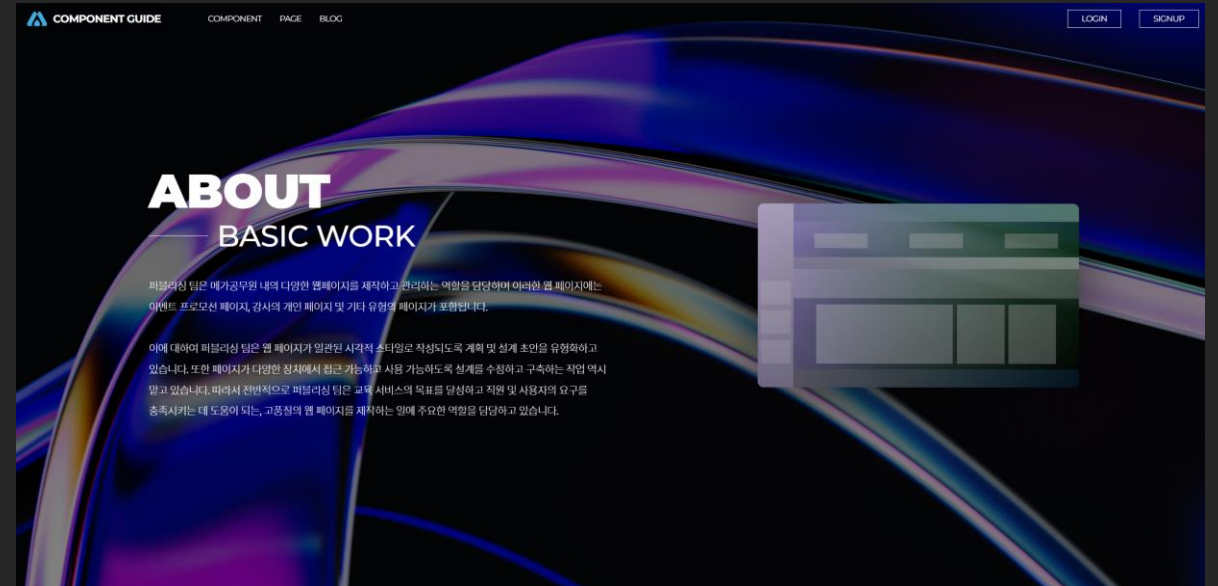 COMPONENT GUIDE
COMPONENT PAGE BLOG
LOGIN SIGNUP
ABOUT
BASIC WORK
퍼블리싱 팀은 메가공무원 내의 다양한 웹페이지를 제작하고 관리하는 역할을 담당하며 이러한 웹 페이지에는
이벤트 프로모션 페이지, 강사의 개인 페이지 및 기타 유형의 페이지가 포함됩니다.
이에 대하여 퍼블리싱 팀은 웹 페이지가 일관된 시각적 스타일로 작성되도록 계획 및 설계 초안을 유형화하고
있습니다. 또한 페이지가 다양한 장치에서 접근 가능하고 사용 가능하도록 설계를 수정하고 구축하는 작업 역시
맡고 있습니다. 따라서 전반적으로 퍼블리싱 팀은 교육 서비스의 목표를 달성하고 직원 및 사용자의 요구를
충족시키는 데 도움이 되는, 고품질의 웹 페이지를 제작하는 일에 주요한 역할을 담당하고 있습니다.